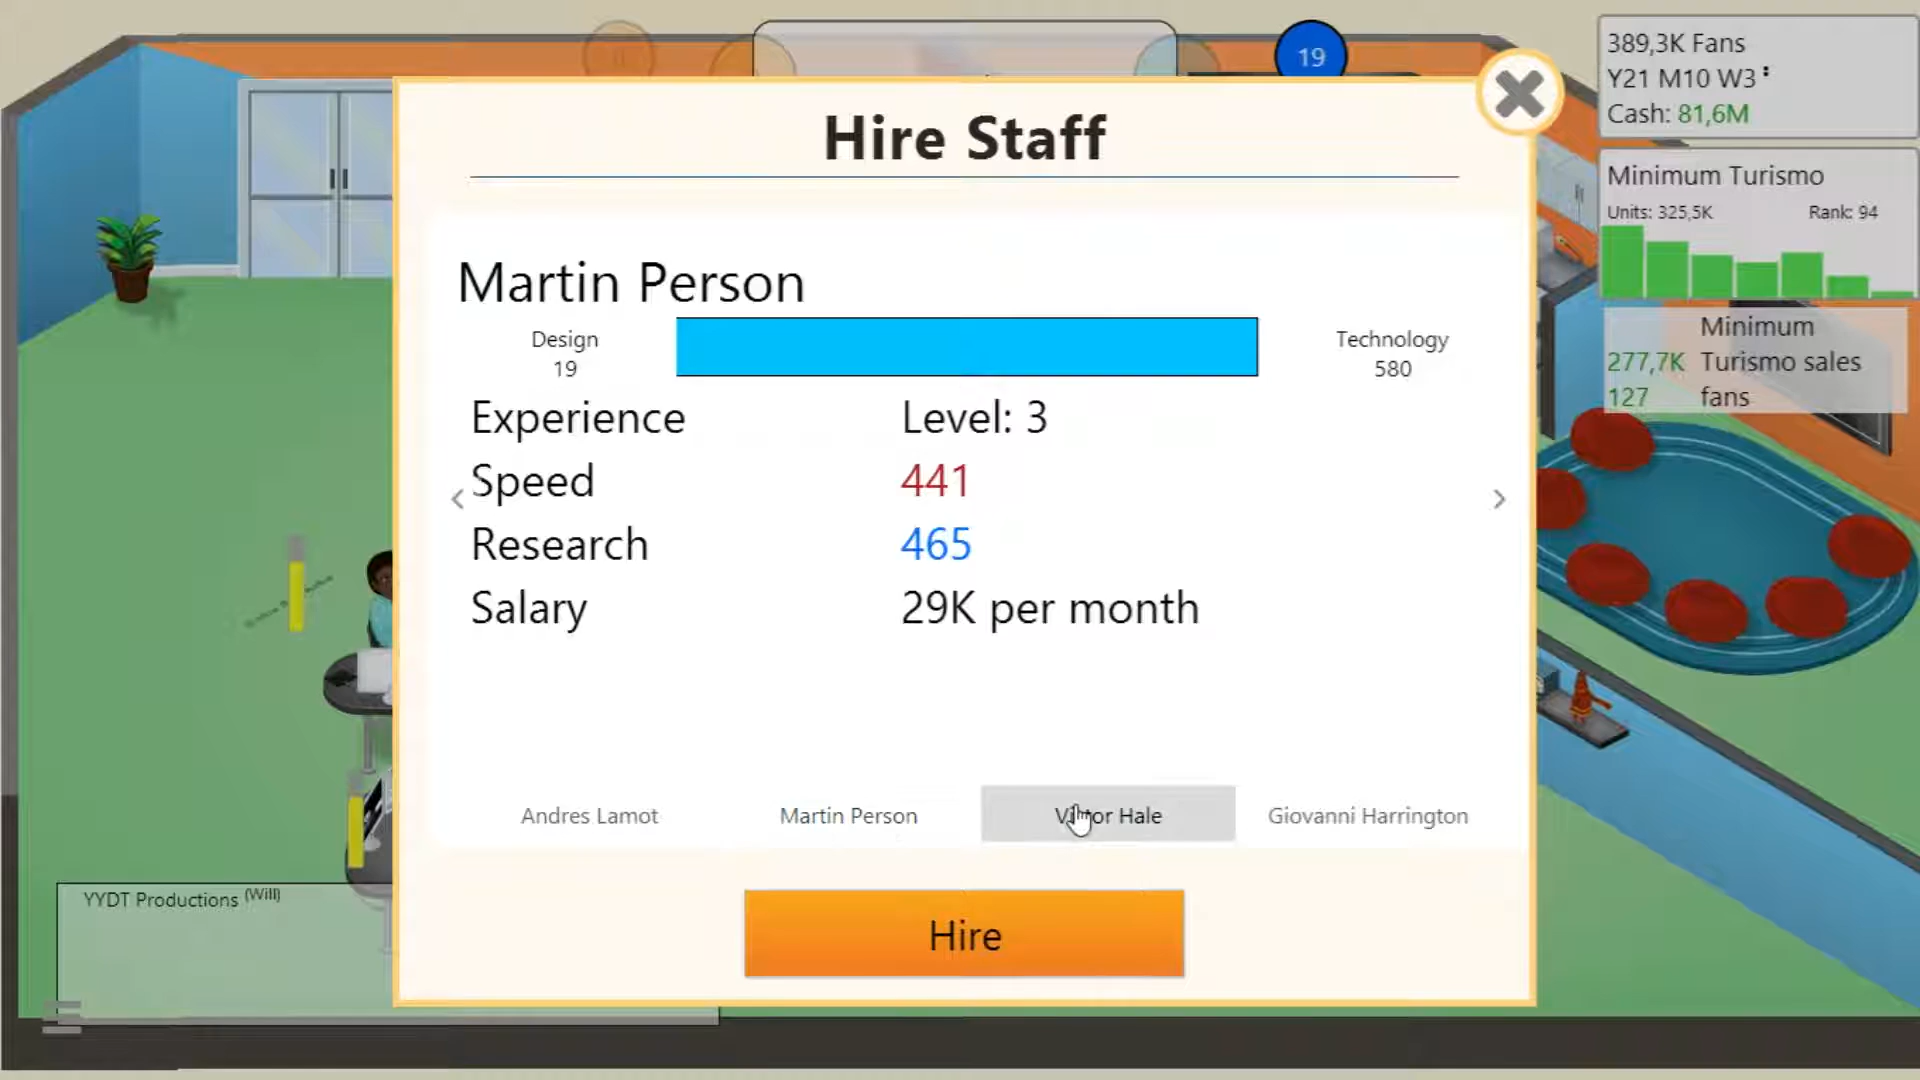 19
389,3K Fans
Y21 M10 W3
Cash: 81,6M
Hire Staff
Minimum Turismo
Units: 325,5K Rank: 94
Martin Person
Design
19
Technology
580
Minimum
277,7K Turismo sales
127 fans
Experience Level: 3
Speed 441
Research 465
Salary 29K per month
Andres Lamot Martin Person Viktor Hale Giovanni Harrington
YYDT Productions (Will)
Hire